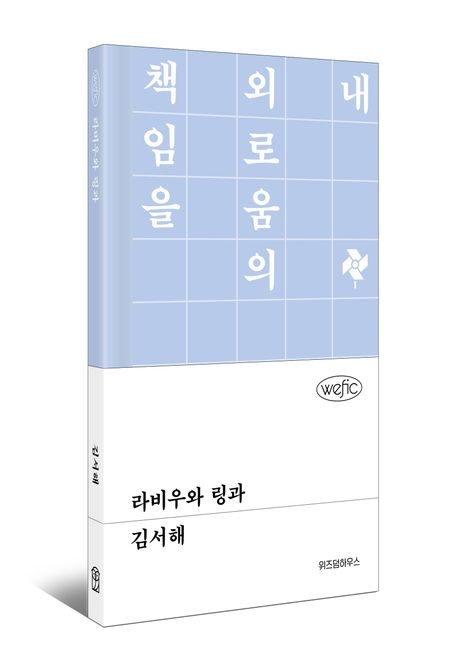 내
외로움의
책임을
wefic
라비우와 링과
김서해
위즈덤하우스
wefic
라비우와 링과
김서해